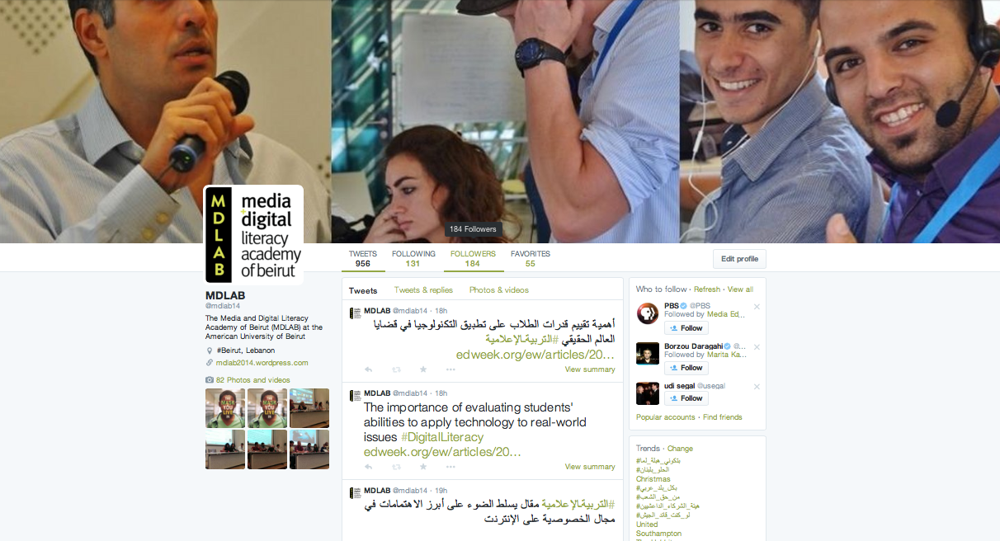 184 Followers
M D L A B
media
+digital
literacy
academy
of beirut
TWEETS
956
FOLLOWING
131
FOLLOWERS
184
FAVORITES
55
Edit profile
MDLAB
@mdlab14
The Media and Digital Literacy
Academy of Beirut (MDLAB) at the
American University of Beirut
#Beirut, Lebanon
mdlab2014.wordpress.com
82 Photos and videos
YOU
LIVE
Tweets Tweets & replies Photos & videos
MDLAB @mdlab14 · 18h
أهمية تقييم قدرات الطلاب على تطبيق التكنولوجيا في قضايا
العالم الحقيقي #التربية_الإعلامية
edweek.org/ew/articles/20…
View summary
MDLAB @mdlab14 · 18h
The importance of evaluating students'
abilities to apply technology to real-world
issues #DigitalLiteracy
edweek.org/ew/articles/20…
View summary
MDLAB @mdlab14 · 19h
#التربية_الإعلامية مقال يسلط الضوء على أبرز الاهتمامات في
مجال الخصوصية على الإنترنت
Who to follow · Refresh · View all
PBS @PBS
Followed by Media Ed,...
Follow
Borzou Daragahi @...
Followed by Marita Ka...
Follow
udi segal @usegal
Follow
Popular accounts · Find friends
Trends · Change
#بتكوني_هبلة_لما
#الحلو_بلبنان
Christmas
#بكل_بلد_عربي
#من_حق_الشعب
#هيئة_الشركاء_الداعشيين
#لو_كنت_قائد_الجيش
United
Southampton